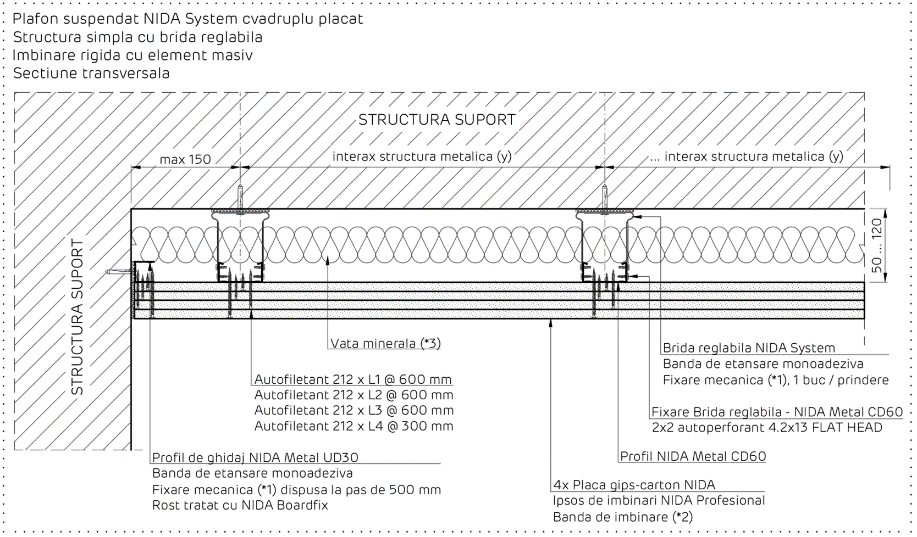 Plafon suspendat NIDA System cvadruplu placat
Structura simpla cu brida reglabila
Imbinare rigida cu element masiv
Sectiune transversala
STRUCTURA SUPORT
max 150
interax structura metalica (y)
... interax structura metalica (y)
50 ... 120
STRUCTURA SUPORT
Vata minerala (*3)
Brida reglabila NIDA System
Banda de etansare monoadeziva
Fixare mecanica (*1), 1 buc / prindere
Autofiletant 212 x L1 @ 600 mm
Autofiletant 212 x L2 @ 600 mm
Autofiletant 212 x L3 @ 600 mm
Autofiletant 212 x L4 @ 300 mm
Fixare Brida reglabila - NIDA Metal CD60
2x2 autoperforant 4.2x13 FLAT HEAD
Profil de ghidaj NIDA Metal UD30
Banda de etansare monoadeziva
Fixare mecanica (*1) dispusa la pas de 500 mm
Rost tratat cu NIDA Boardfix
Profil NIDA Metal CD60
4x Placa gips-carton NIDA
Ipsos de imbinari NIDA Profesional
Banda de imbinare (*2)